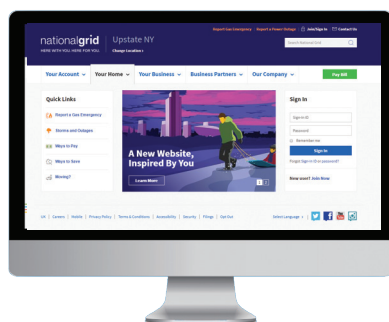 Report Gas Emergency Report a Power Outage Join/Sign In Contact Us
nationalgrid Upstate NY
HERE WITH YOU. HERE FOR YOU. Change Location
Search National Grid
Your Account Your Home Your Business Business Partners Our Company Pay Bill
Quick Links
Report a Gas Emergency
Storms and Outages
Ways to Pay
Ways to Save
Moving?
A New Website,
Inspired By You
Learn More
Sign In
Sign-In ID
Password
Remember me
Sign In
Forgot Sign-In ID or password?
New user? Join Now
UK | Careers | Mobile | Privacy Policy | Terms & Conditions | Accessibility | Security | Filings | Opt Out
Select Language